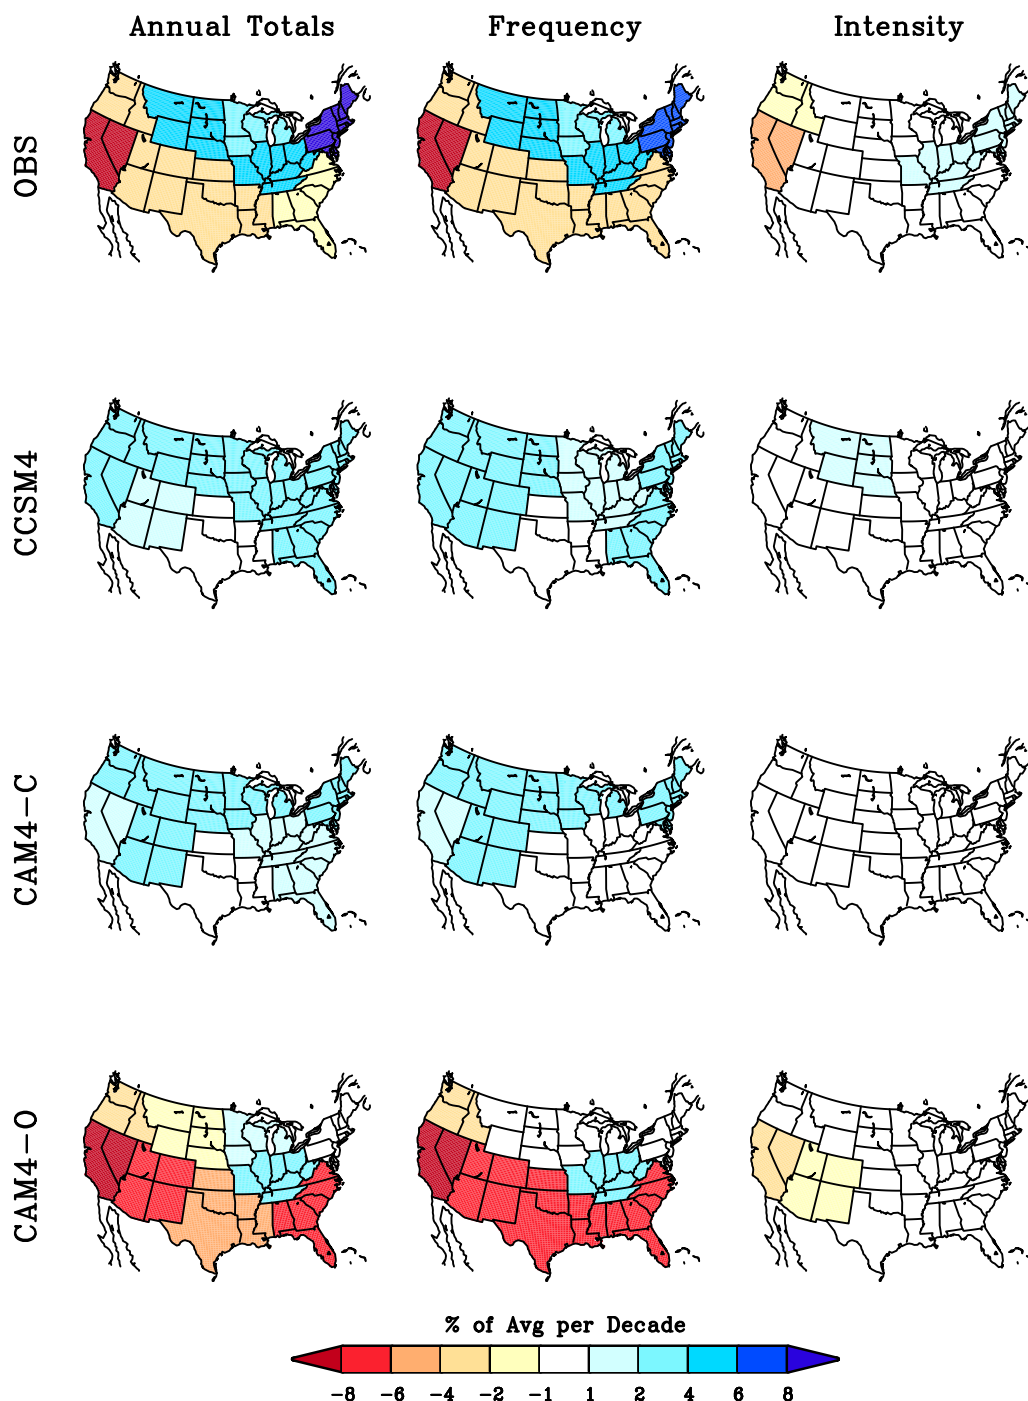 Annual Totals Frequency Intensity
OBS
CCSM4
CAM4-C
CAM4-O
% of Avg per Decade
-8 -6 -4 -2 -1 1 2 4 6 8